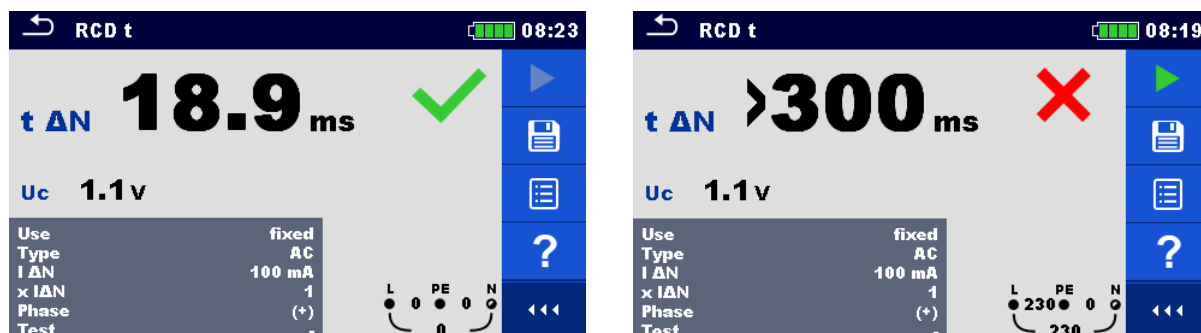 RCD t 08:23
t ΔN 18.9 ms
Uc 1.1 V
Use fixed
Type AC
I ΔN 100 mA
x IΔN 1
Phase (+)
Test -
?
L PE N
0 0
0
RCD t 08:19
t ΔN >300 ms
Uc 1.1 V
Use fixed
Type AC
I ΔN 100 mA
x IΔN 1
Phase (+)
Test -
?
L PE N
230 0
230